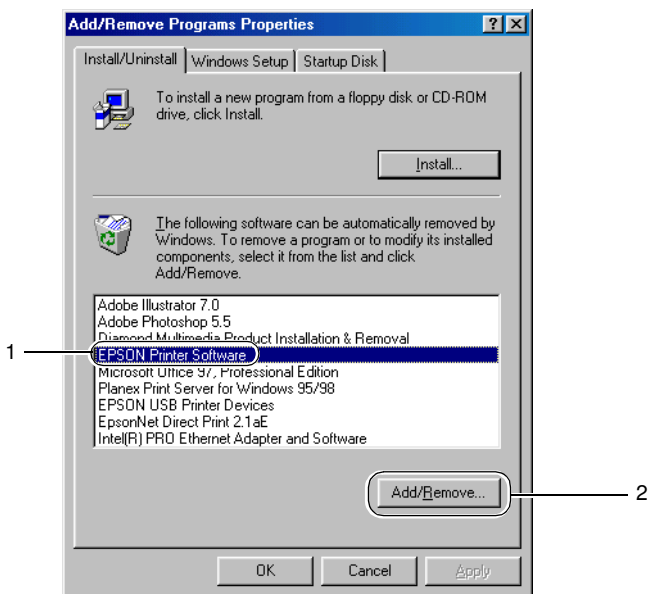 Add/Remove Programs Properties
Install/Uninstall Windows Setup Startup Disk
To install a new program from a floppy disk or CD-ROM
drive, click Install.
Install...
The following software can be automatically removed by
Windows. To remove a program or to modify its installed
components, select it from the list and click
Add/Remove.
Adobe Illustrator 7.0
Adobe Photoshop 5.5
Diamond Multimedia Product Installation & Removal
1
EPSON Printer Software
Microsoft Office 97, Professional Edition
Planex Print Server for Windows 95/98
EPSON USB Printer Devices
EpsonNet Direct Print 2.1aE
Intel(R) PRO Ethernet Adapter and Software
Add/Remove...
2
OK Cancel Apply